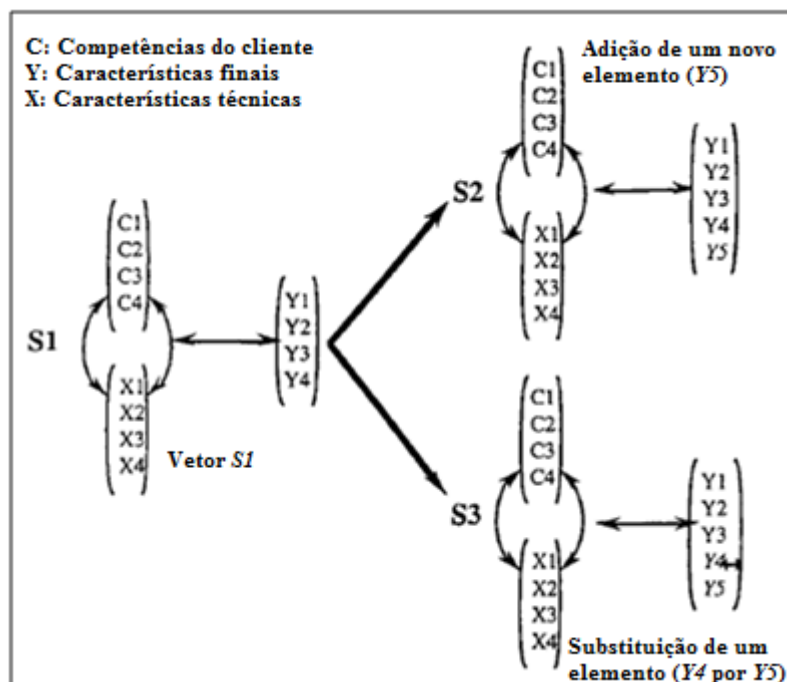 C: Competências do cliente
Y: Características finais
X: Características técnicas
S1
C1
C2
C3
C4
X1
X2
X3
X4
Vetor S1
Y1
Y2
Y3
Y4
Adição de um novo
elemento (Y5)
S2
C1
C2
C3
C4
X1
X2
X3
X4
Y1
Y2
Y3
Y4
Y5
S3
C1
C2
C3
C4
X1
X2
X3
X4
Y1
Y2
Y3
Y4
Y5
Substituição de um
elemento (Y4 por Y5)